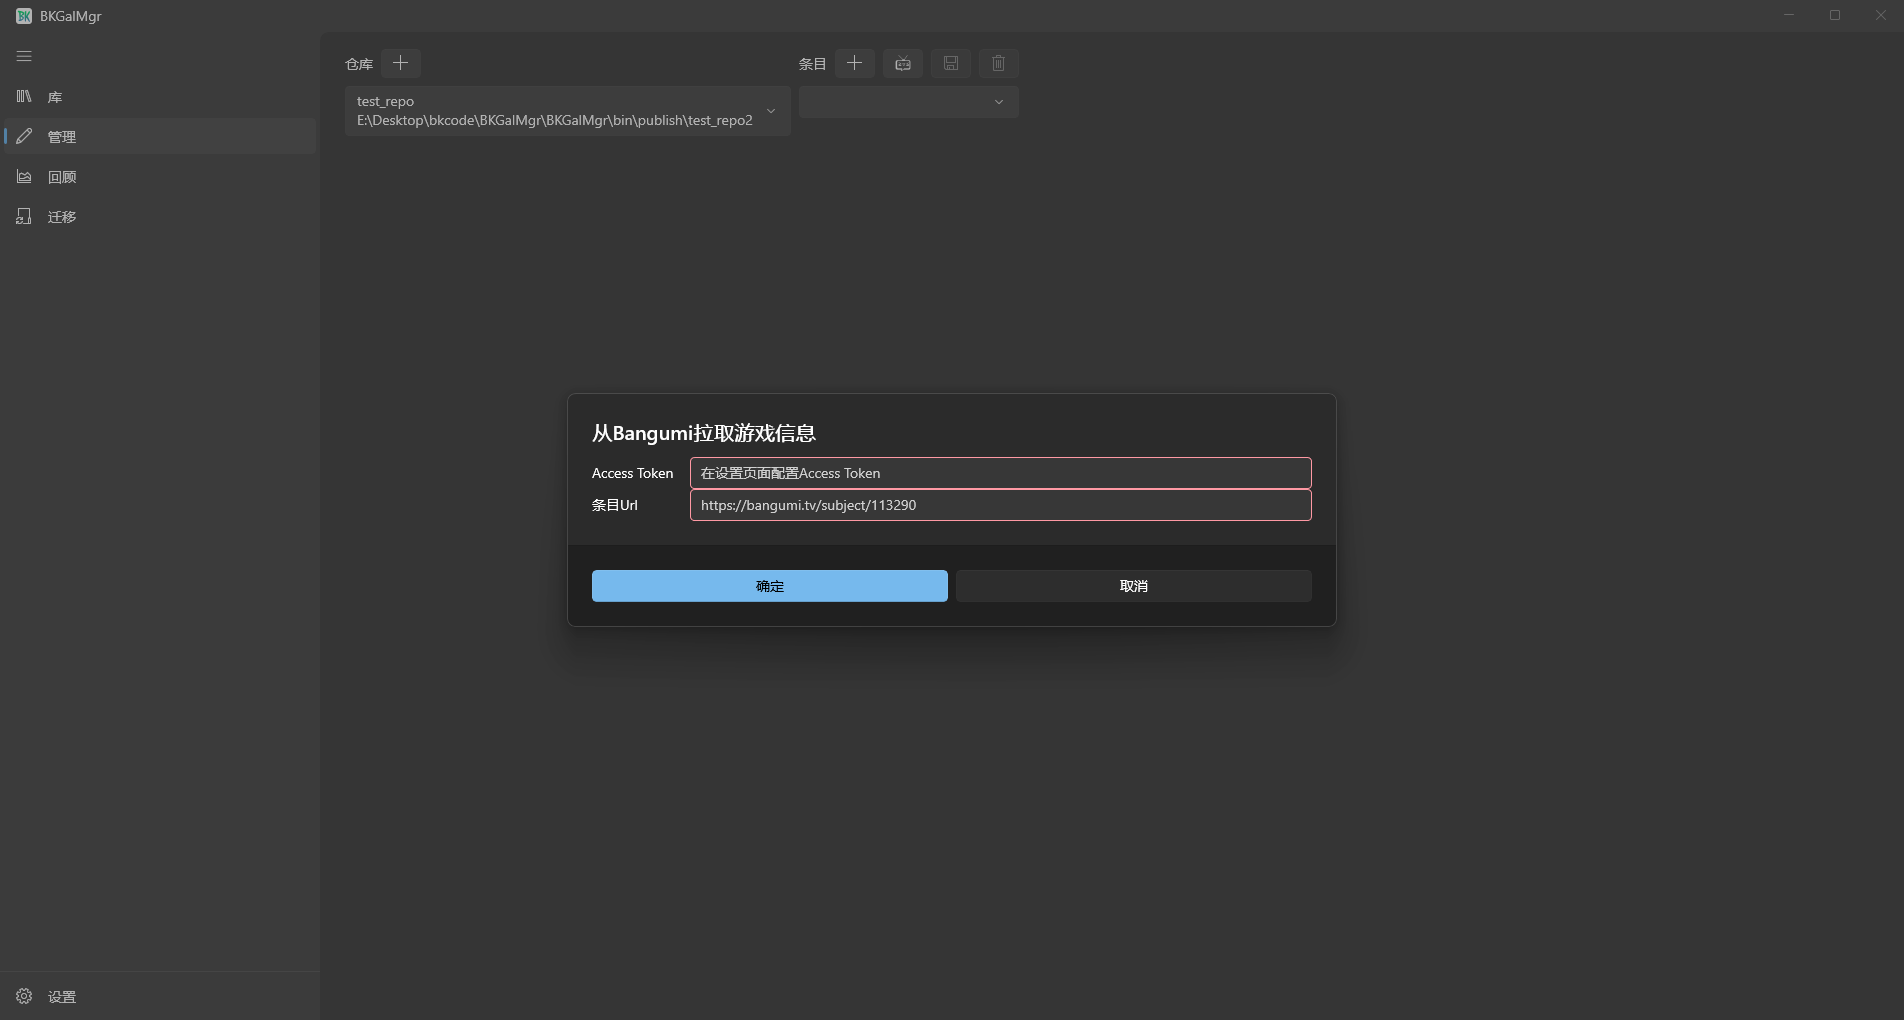 BKGalMgr
库
管理
回顾
迁移
设置
仓库
条目
test_repo
E:\Desktop\bkcode\BKGalMgr\BKGalMgr\bin\publish\test_repo2
从Bangumi拉取游戏信息
Access Token
在设置页面配置Access Token
条目Url
https://bangumi.tv/subject/113290
确定
取消